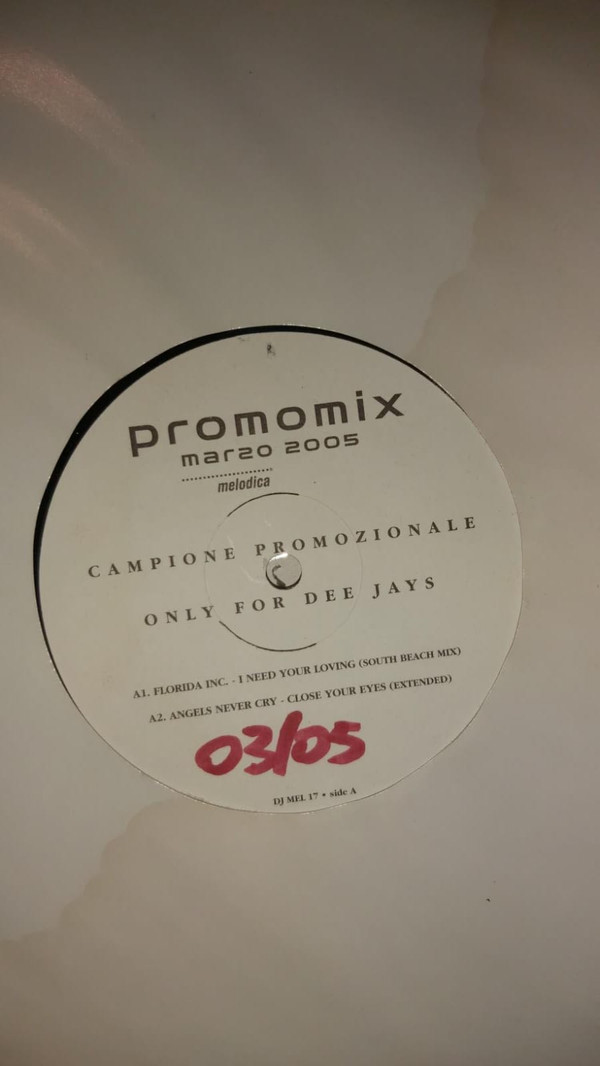 promomix
marzo 2005
melodica
CAMPIONE PROMOZIONALE
ONLY FOR DEE JAYS
A1. FLORIDA INC. - I NEED YOUR LOVING (SOUTH BEACH MIX)
A2. ANGELS NEVER CRY - CLOSE YOUR EYES (EXTENDED)
03/05
DJ MEL 17 • side A